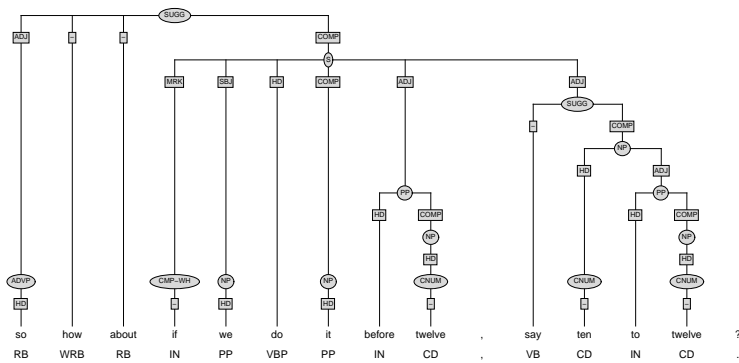 SUGG
ADJ – – COMP
S
MRK SBJ HD COMP ADJ ADJ
SUGG
– COMP
NP
HD ADJ
PP PP
HD COMP HD COMP
NP NP
HD HD
ADVP CMP–WH NP NP CNUM CNUM CNUM
HD – HD HD – – –
so how about if we do it before twelve , say ten to twelve ?
RB WRB RB IN PP VBP PP IN CD , VB CD IN CD .